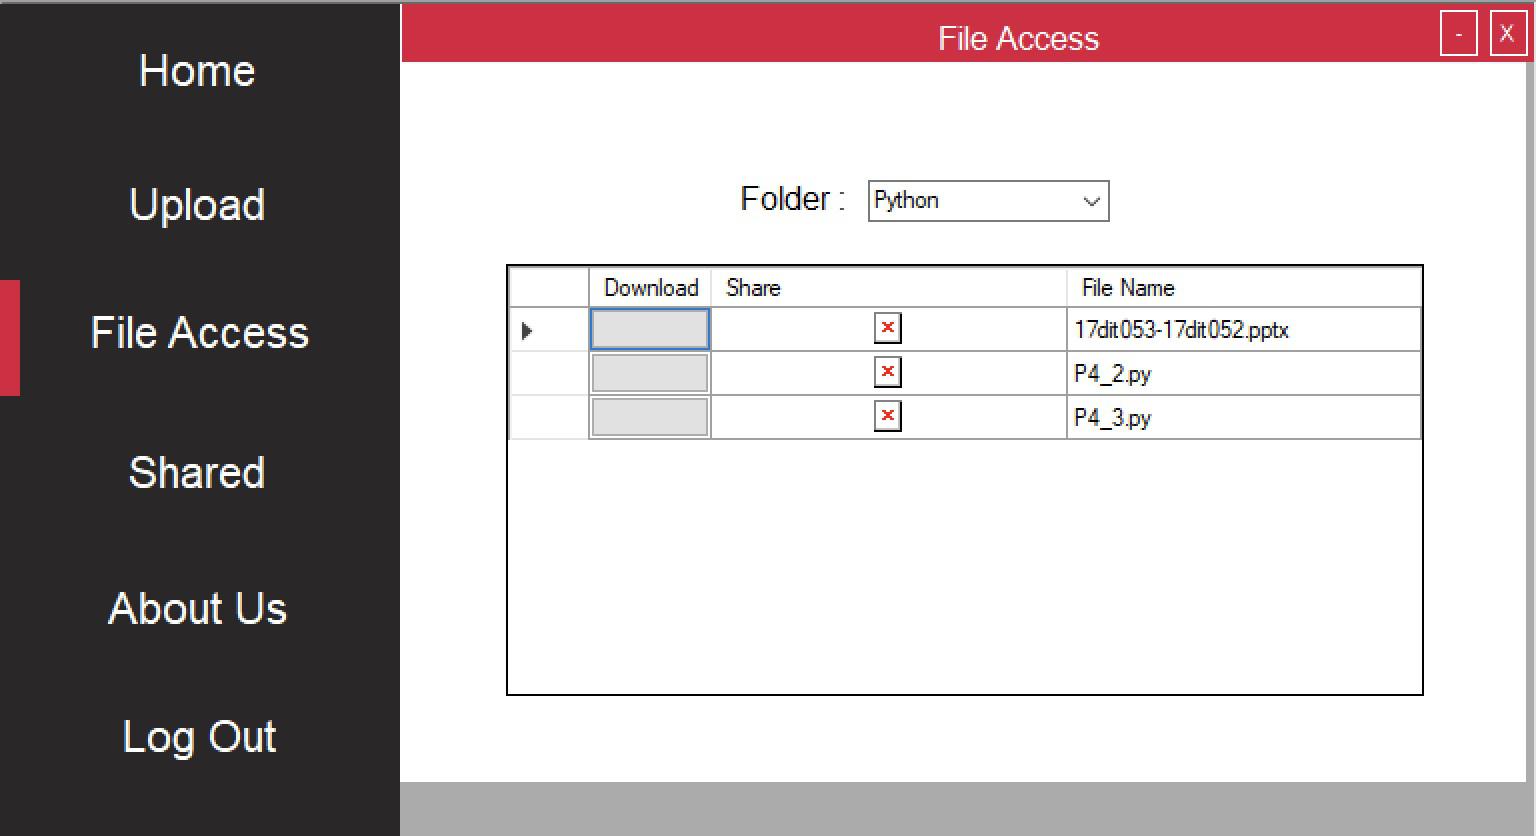 Home
Upload
File Access
Shared
About Us
Log Out
File Access
- X
Folder : Python
Download Share File Name
17dit053-17dit052.pptx
P4_2.py
P4_3.py